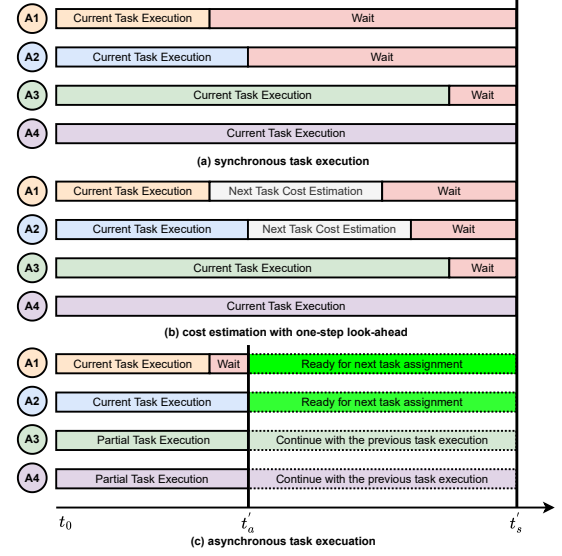 A1 Current Task Execution Wait
A2 Current Task Execution Wait
A3 Current Task Execution Wait
A4 Current Task Execution
(a) synchronous task execution
A1 Current Task Execution Next Task Cost Estimation Wait
A2 Current Task Execution Next Task Cost Estimation Wait
A3 Current Task Execution Wait
A4 Current Task Execution
(b) cost estimation with one-step look-ahead
A1 Current Task Execution Wait Ready for next task assignment
A2 Current Task Execution Ready for next task assignment
A3 Partial Task Execution Continue with the previous task execution
A4 Partial Task Execution Continue with the previous task execution
t0 t'a t's
(c) asynchronous task execuation